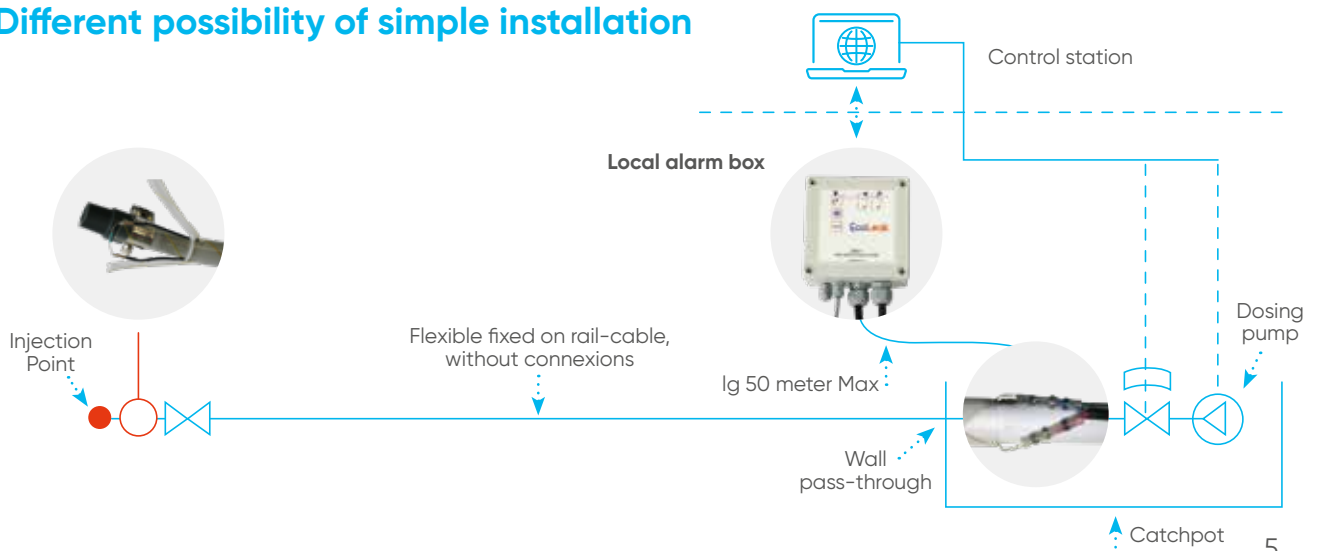 Different possibility of simple installation
Control station
Local alarm box
Injection
Point
Flexible fixed on rail-cable,
without connexions
lg 50 meter Max
Dosing
pump
Wall
pass-through
Catchpot
5